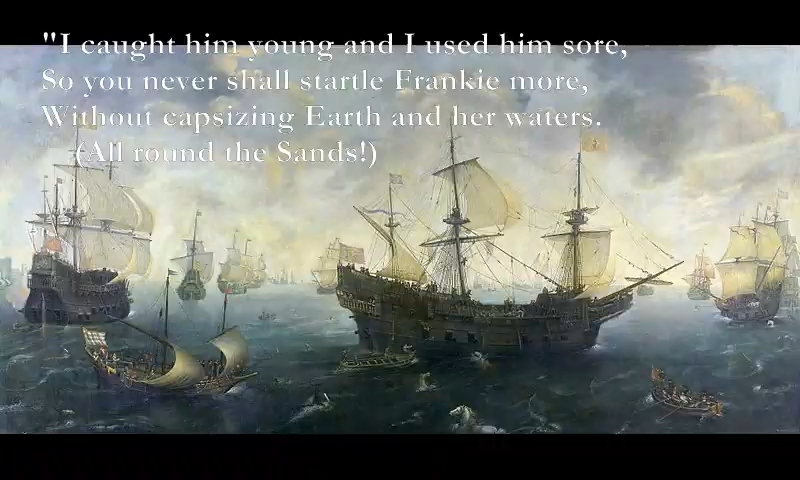 "I caught him young and I used him sore,
So you never shall startle Frankie more,
Without capsizing Earth and her waters.
(All round the Sands!)